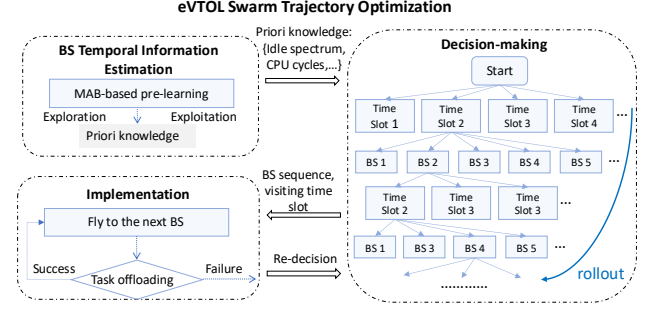 eVTOL Swarm Trajectory Optimization
BS Temporal Information
Estimation
MAB-based pre-learning
Exploration
Exploitation
Priori knowledge
Priori knowledge:
{Idle spectrum,
CPU cycles,...}
Decision-making
Start
Time
Slot 1
Time
Slot 2
Time
Slot 3
Time
Slot 4
...
BS 1
BS 2
BS 3
BS 4
BS 5
...
Time
Slot 2
Time
Slot 3
Time
Slot 3
...
BS 1
BS 3
BS 4
BS 5
...
............
rollout
BS sequence,
visiting time
slot
Implementation
Fly to the next BS
Success
Task offloading
Failure
Re-decision